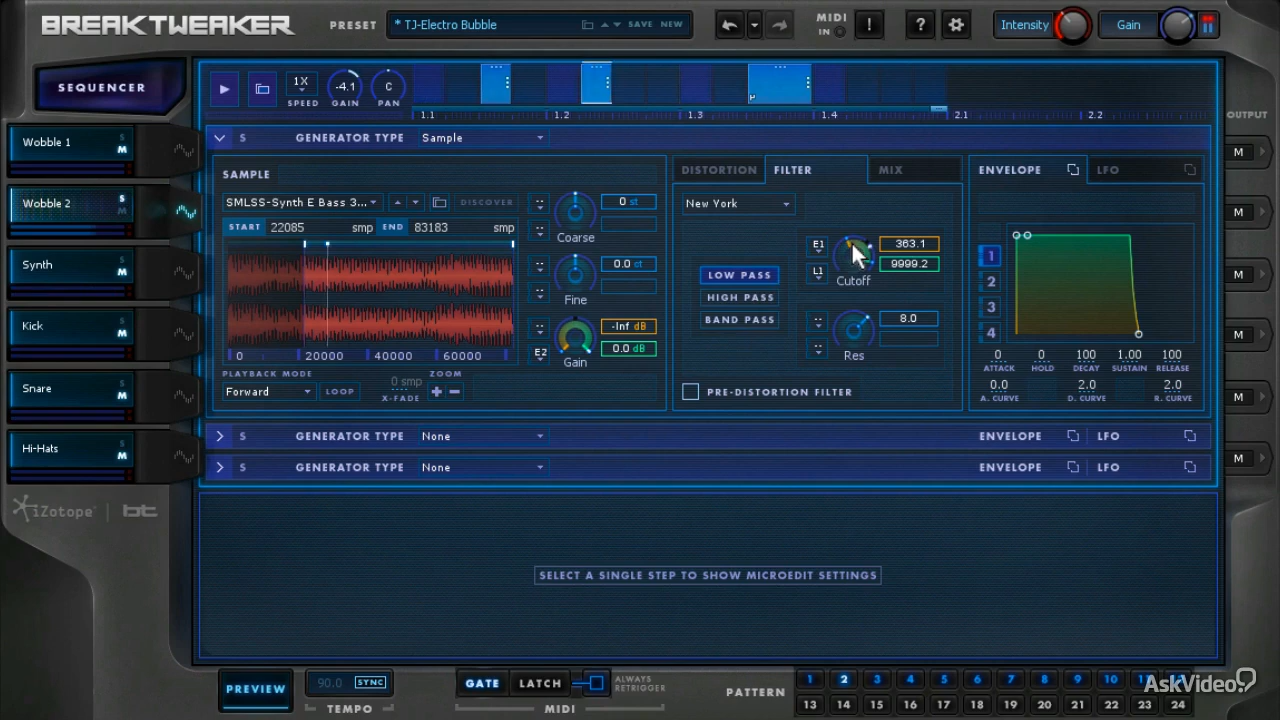 BREAKTWEAKER
PRESET
* TJ-Electro Bubble
SAVE NEW
MIDI IN
!
?
Intensity
Gain
SEQUENCER
1X
SPEED
-4.1
GAIN
C
PAN
1.1 1.2 1.3 1.4 2.1 2.2
OUTPUT
Wobble 1 S M
Wobble 2 S M
Synth S M
Kick S M
Snare S M
Hi-Hats S M
M
M
M
M
M
M
S GENERATOR TYPE Sample
SAMPLE
SMLSS-Synth E Bass 3...
DISCOVER
START 22085 smp END 83183 smp
0 20000 40000 60000
PLAYBACK MODE
Forward
LOOP
0 smp
X-FADE
ZOOM
Coarse
0 st
Fine
0.0 ct
E2
Gain
-Inf dB
0.0 dB
DISTORTION FILTER MIX
New York
LOW PASS
HIGH PASS
BAND PASS
E1
L1
Cutoff
363.1
9999.2
Res
8.0
PRE-DISTORTION FILTER
ENVELOPE LFO
1
2
3
4
0 0 100 1.00 100
ATTACK HOLD DECAY SUSTAIN RELEASE
0.0 2.0 2.0
A. CURVE D. CURVE R. CURVE
S GENERATOR TYPE None ENVELOPE LFO
S GENERATOR TYPE None ENVELOPE LFO
iZotope bt
SELECT A SINGLE STEP TO SHOW MICROEDIT SETTINGS
PREVIEW
90.0 SYNC
TEMPO
GATE LATCH
ALWAYS
RETRIGGER
MIDI
PATTERN
1 2 3 4 5 6 7 8 9 10 11
13 14 15 16 17 18 19 20 21 22 23 24
AskVideo